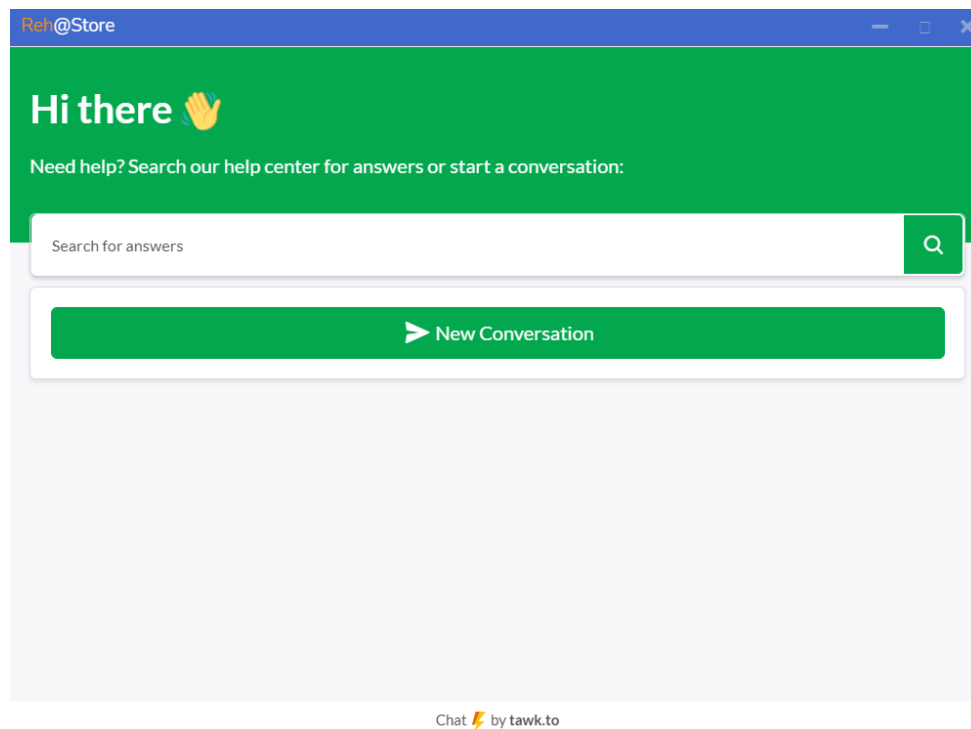 Reh@Store
Hi there 👋
Need help? Search our help center for answers or start a conversation:
Search for answers
New Conversation
Chat ⚡ by tawk.to